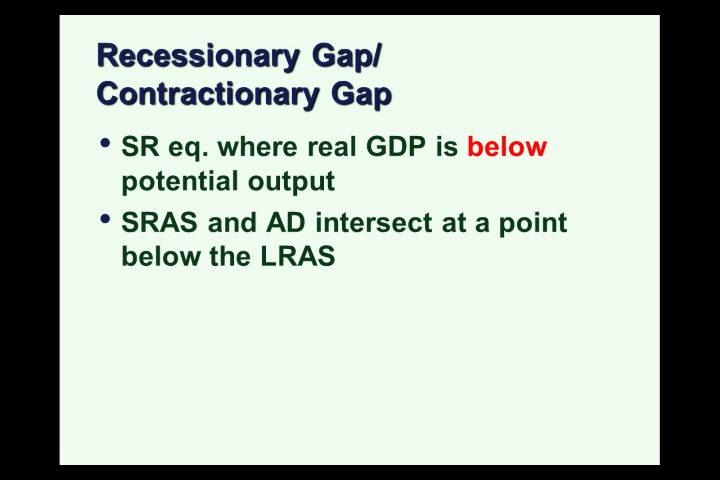 Recessionary Gap/
Contractionary Gap
• SR eq. where real GDP is below
potential output
• SRAS and AD intersect at a point
below the LRAS